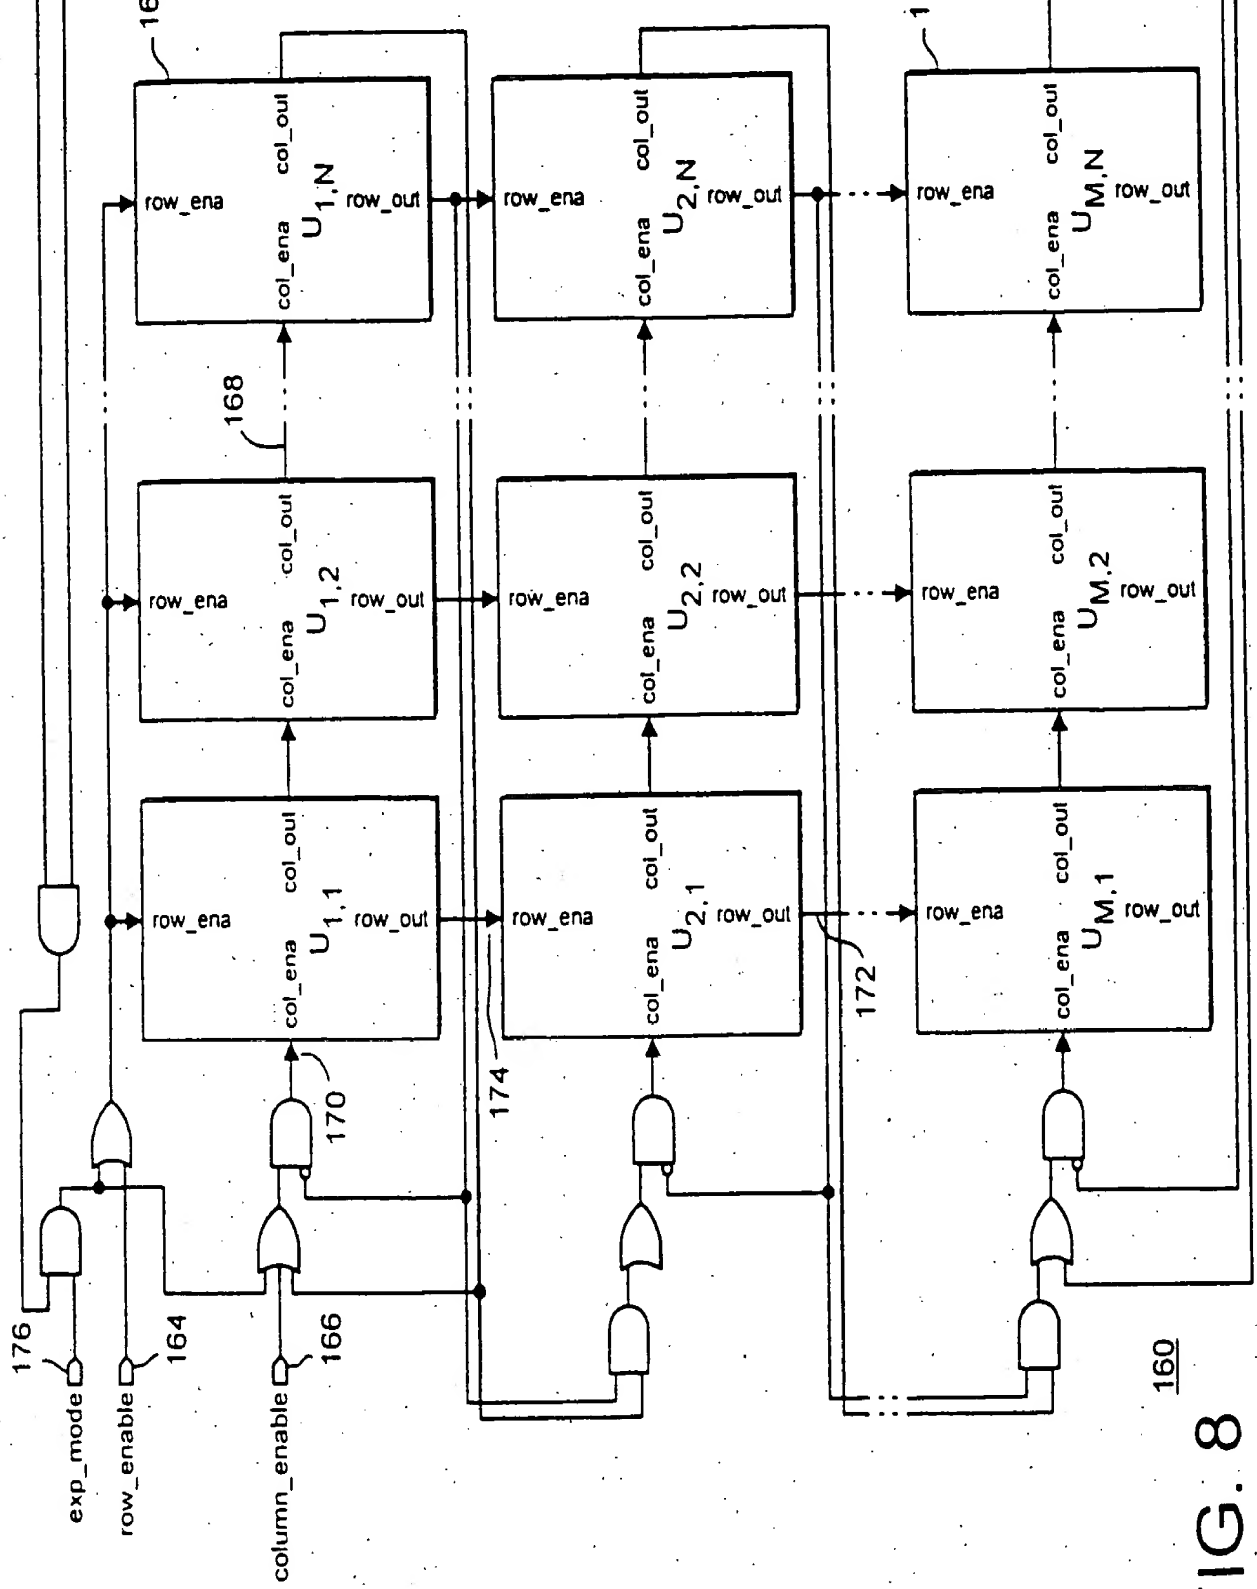 16
1
row_ena
col_ena
col_out
U1,N
row_out
row_ena
col_ena
col_out
U2,N
row_out
row_ena
col_ena
col_out
UM,N
row_out
168
row_ena
col_ena
col_out
U1,2
row_out
row_ena
col_ena
col_out
U2,2
row_out
row_ena
col_ena
col_out
UM,2
row_out
row_ena
col_ena
col_out
U1,1
row_out
row_ena
col_ena
col_out
U2,1
row_out
row_ena
col_ena
col_out
UM,1
row_out
170
174
172
176
exp_mode
164
row_enable
166
column_enable
160
IG. 8